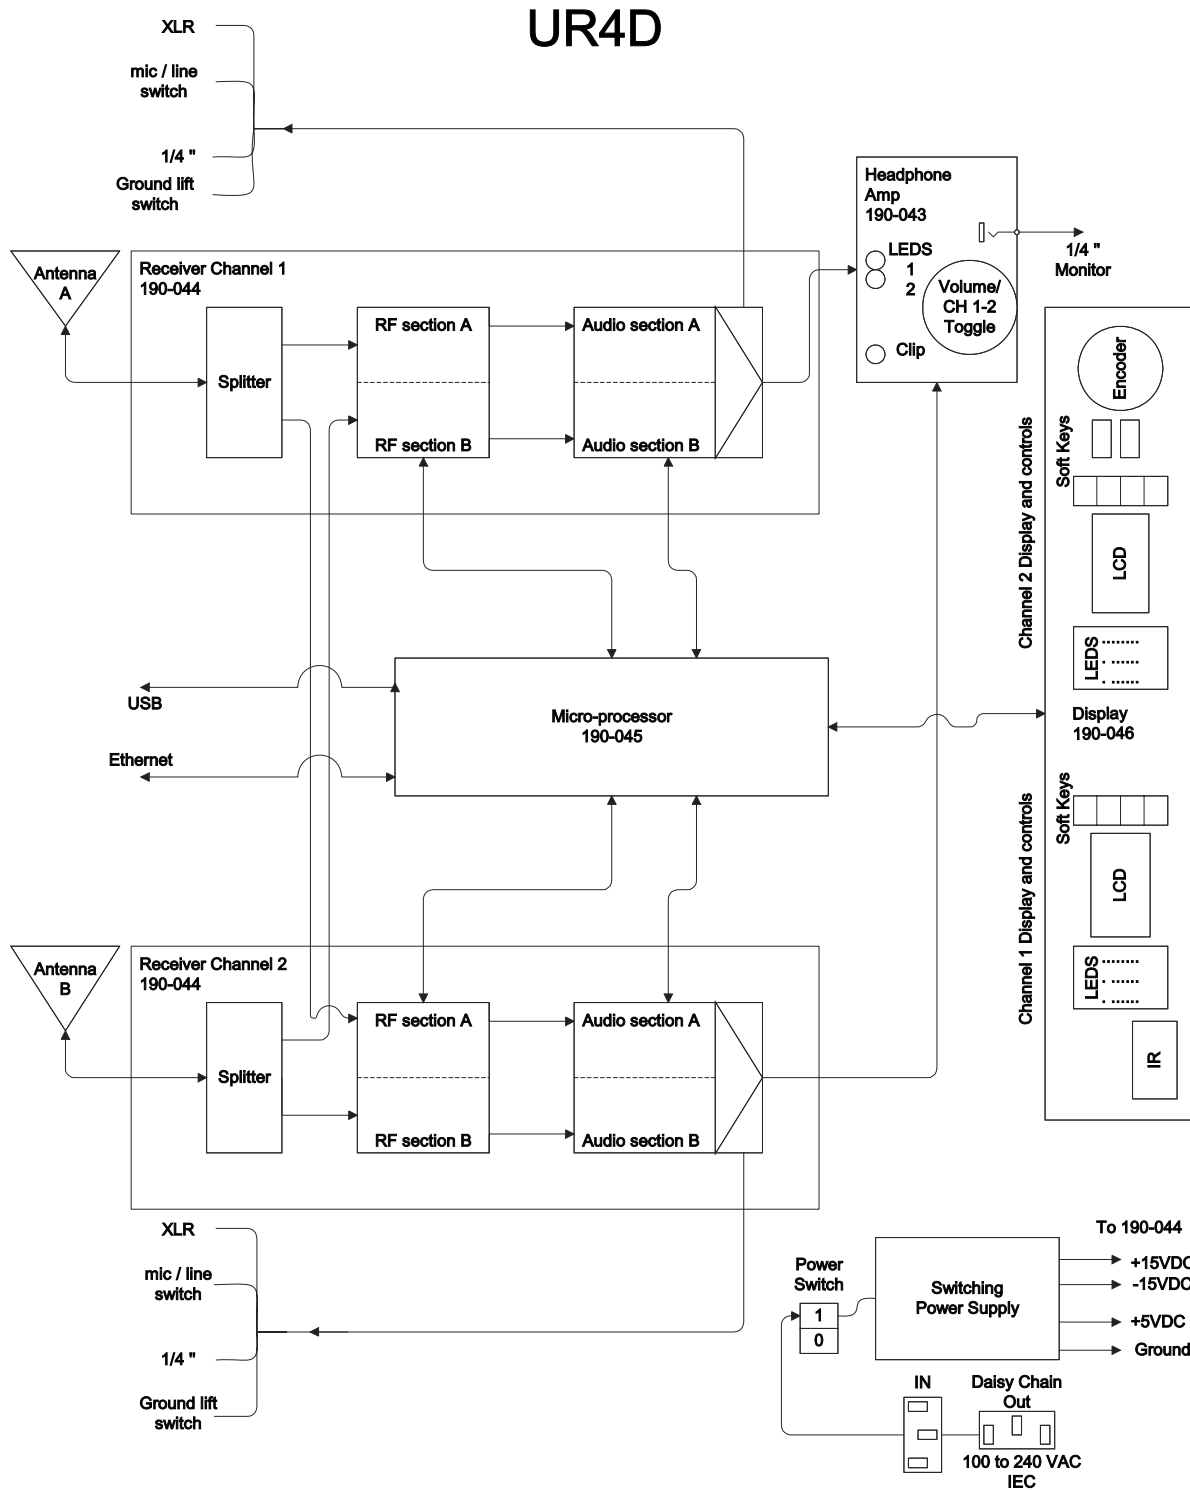 UR4D
XLR
mic / line
switch
1/4 "
Ground lift
switch
Headphone
Amp
190-043
LEDS
1
2
Volume/
CH 1-2
Toggle
Clip
1/4 "
Monitor
Antenna
A
Receiver Channel 1
190-044
Splitter
RF section A
RF section B
Audio section A
Audio section B
Encoder
Soft Keys
Channel 2 Display and controls
LCD
LEDS
Display
190-046
USB
Ethernet
Micro-processor
190-045
Soft Keys
Channel 1 Display and controls
LCD
LEDS
IR
Antenna
B
Receiver Channel 2
190-044
Splitter
RF section A
RF section B
Audio section A
Audio section B
XLR
mic / line
switch
1/4 "
Ground lift
switch
Power
Switch
1
0
Switching
Power Supply
To 190-044
+15VDC
-15VDC
+5VDC
Ground
IN
Daisy Chain
Out
100 to 240 VAC
IEC